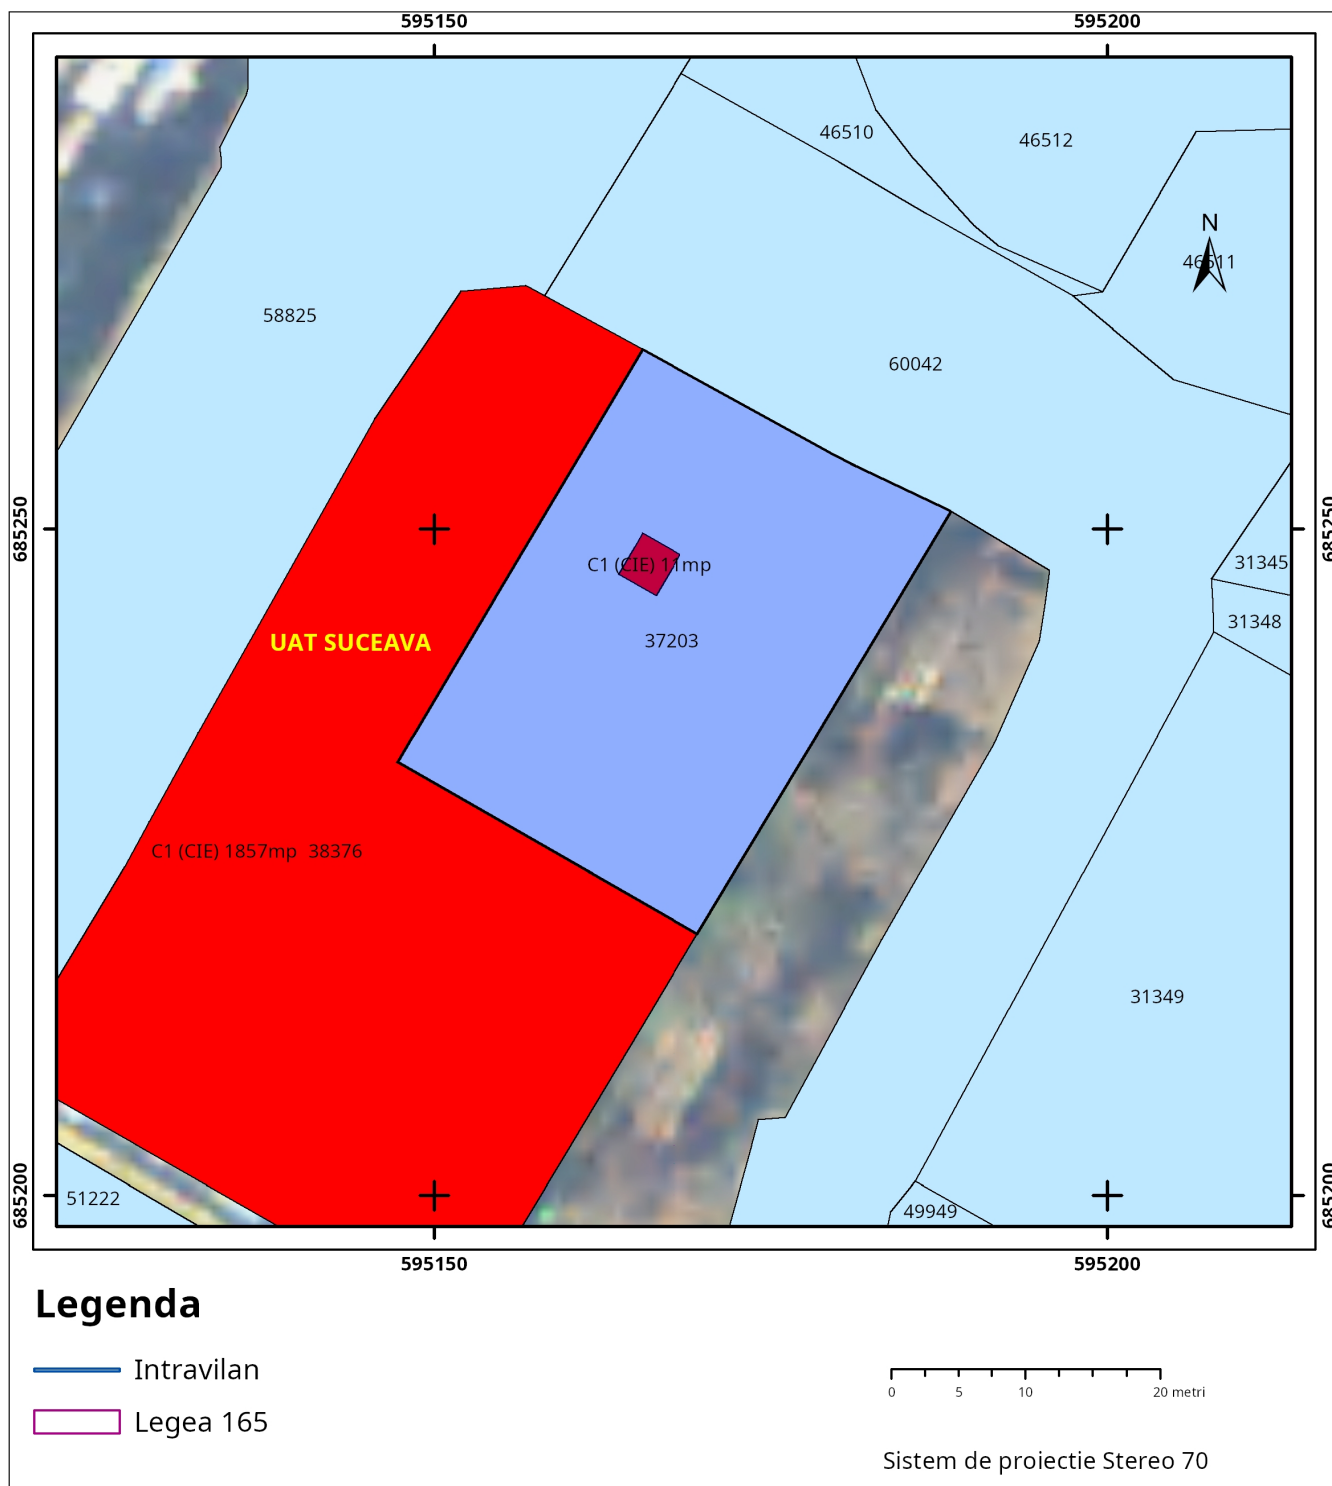 595150 595200
46510
46512
N
46511
58825
60042
685250 685250
31345
C1 (CIE) 11mp
31348
37203
UAT SUCEAVA
C1 (CIE) 1857mp 38376
31349
685200 685200
51222
49949
595150 595200
Legenda
Intravilan
Legea 165
0 5 10 20 metri
Sistem de proiectie Stereo 70